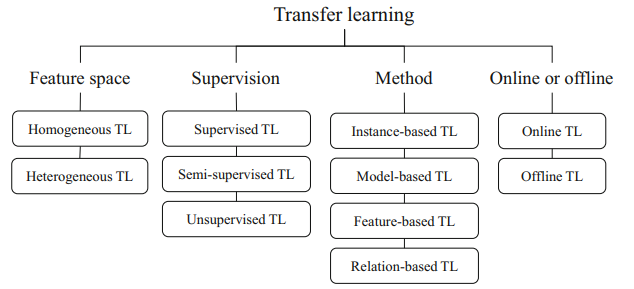 Transfer learning
Feature space
Supervision
Method
Online or offline
Homogeneous TL
Heterogeneous TL
Supervised TL
Semi-supervised TL
Unsupervised TL
Instance-based TL
Model-based TL
Feature-based TL
Relation-based TL
Online TL
Offline TL